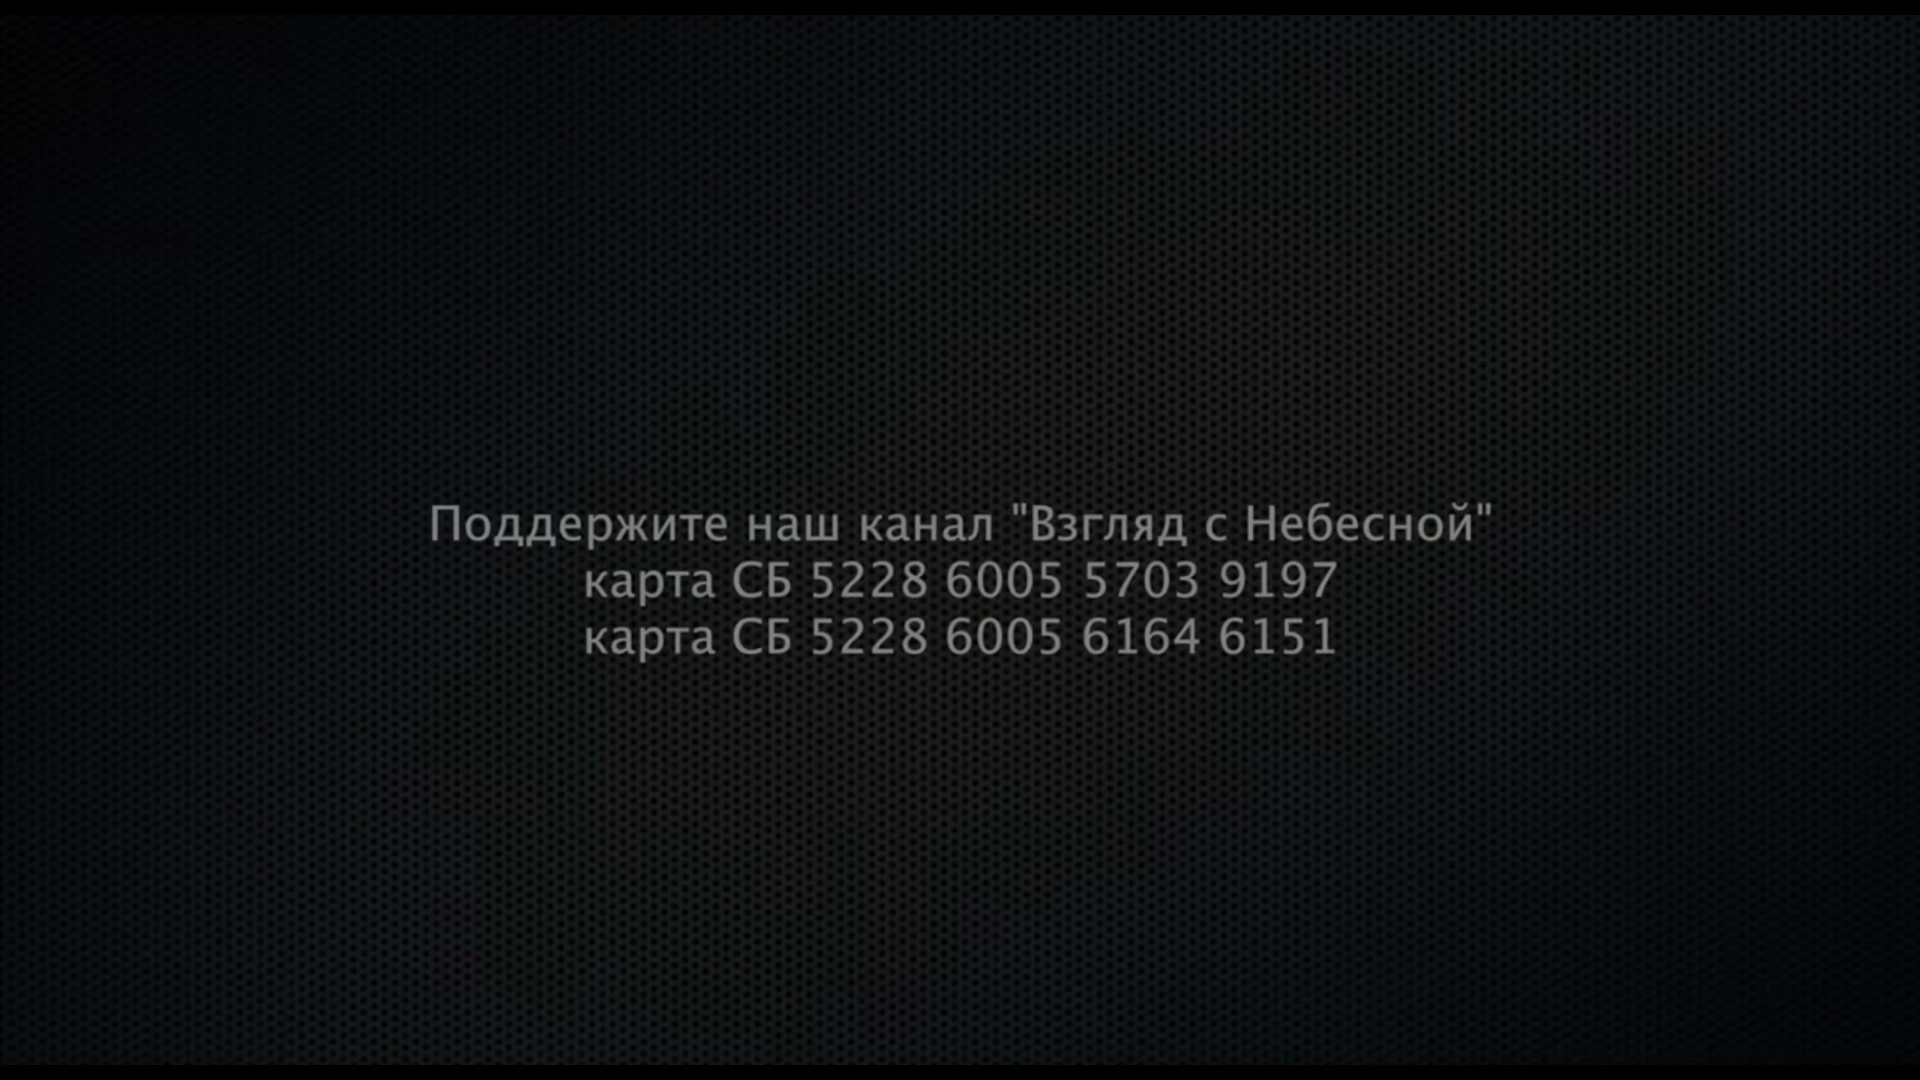 Поддержите наш канал "Взгляд с Небесной"
карта СБ 5228 6005 5703 9197
карта СБ 5228 6005 6164 6151